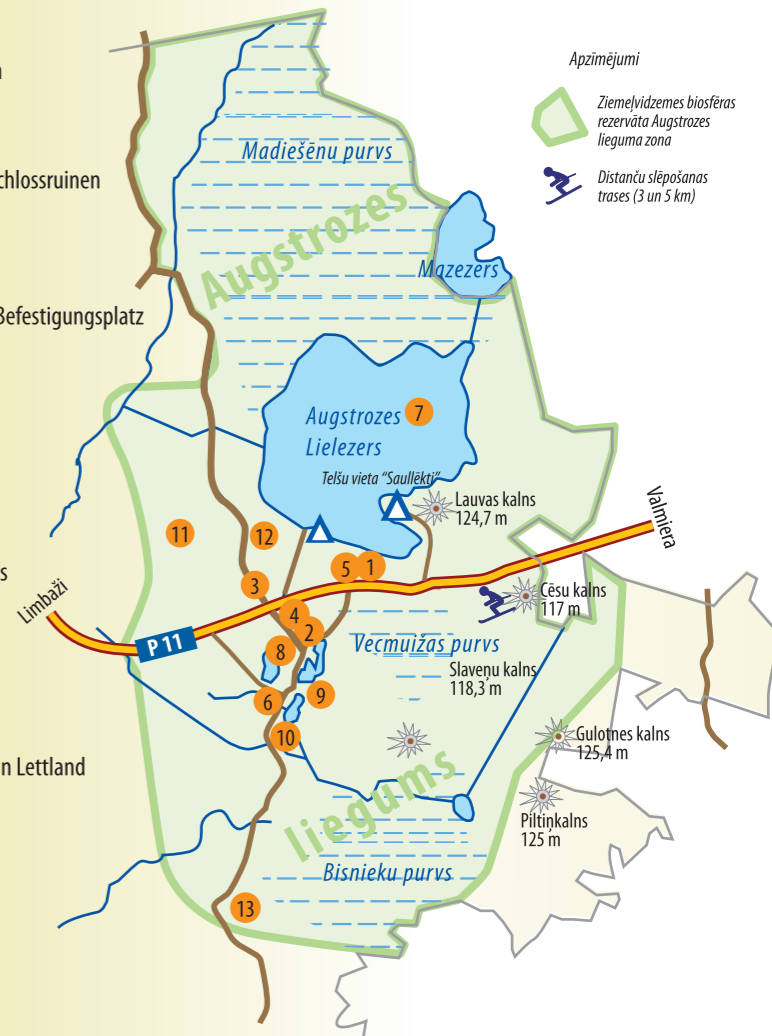 Apzīmējumi
Ziemeļvidzemes biosfēras
rezervāta Augstrozes
lieguma zona
Distanču slēpošanas
trases (3 un 5 km)
chlossruinen
Befestigungsplatz
s
n Lettland
Madiešēnu purvs
Augstrozes
Mazezers
Augstrozes
Lielezers
7
Telšu vieta "Saullēkti"
Lauvas kalns
124,7 m
Valmiera
11
12
5
1
3
Limbaži
P 11
4
2
8
Cēsu kalns
117 m
Vecmuižas purvs
Slaveņu kalns
118,3 m
6
9
10
Gulotnes kalns
125,4 m
Piltiņkalns
125 m
liegums
Bisnieku purvs
13